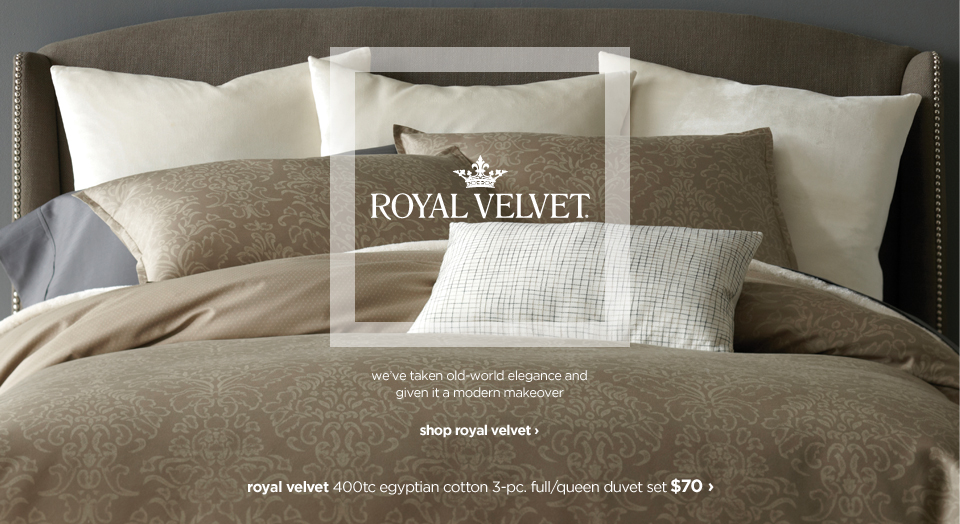 ROYAL VELVET.
we've taken old-world elegance and
given it a modern makeover
shop royal velvet ›
royal velvet 400tc egyptian cotton 3-pc. full/queen duvet set $70 ›